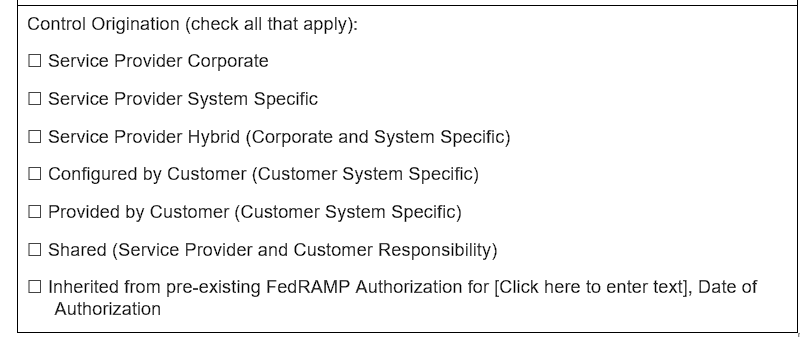 Control Origination (check all that apply):
☐ Service Provider Corporate
☐ Service Provider System Specific
☐ Service Provider Hybrid (Corporate and System Specific)
☐ Configured by Customer (Customer System Specific)
☐ Provided by Customer (Customer System Specific)
☐ Shared (Service Provider and Customer Responsibility)
☐ Inherited from pre-existing FedRAMP Authorization for [Click here to enter text], Date of
Authorization